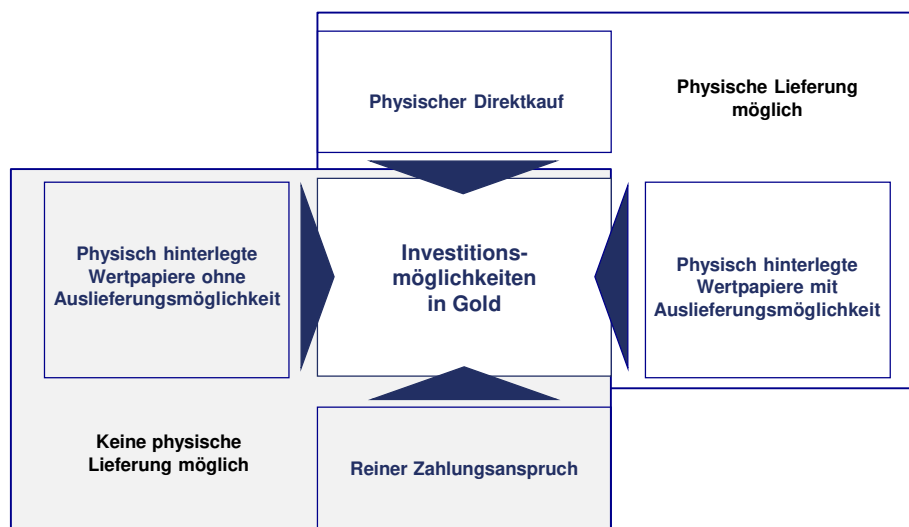 Physischer Direktkauf
Physische Lieferung
möglich
Physisch hinterlegte
Wertpapiere ohne
Auslieferungsmöglichkeit
Investitions-
möglichkeiten
in Gold
Physisch hinterlegte
Wertpapiere mit
Auslieferungsmöglichkeit
Keine physische
Lieferung möglich
Reiner Zahlungsanspruch